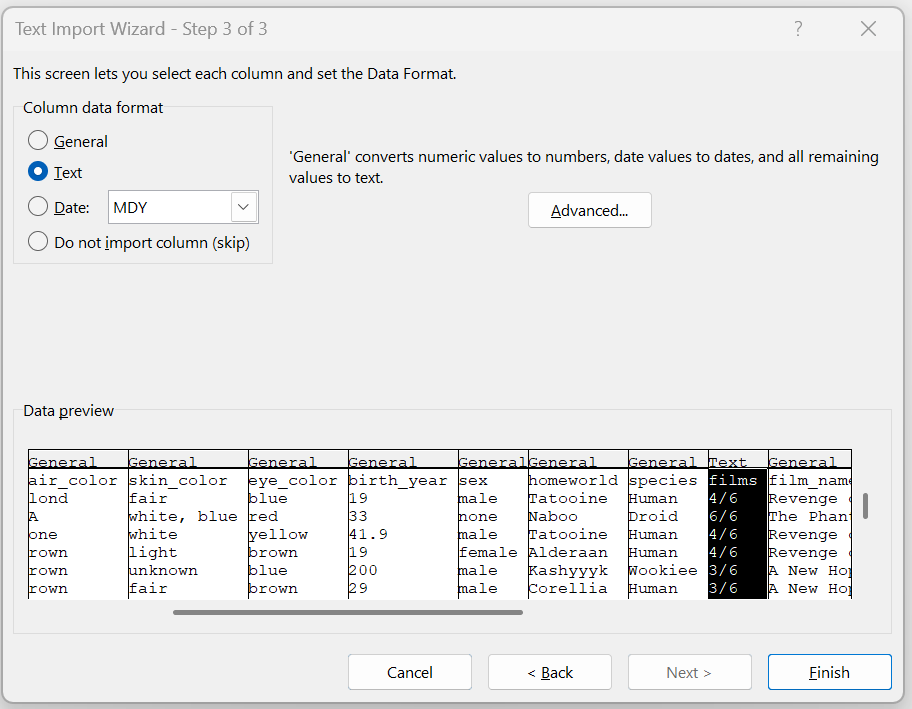 Text Import Wizard - Step 3 of 3 ?
This screen lets you select each column and set the Data Format.
Column data format
General
Text
Date: MDY
Do not import column (skip)
'General' converts numeric values to numbers, date values to dates, and all remaining
values to text.
Advanced...
Data preview
General General General General General General General Text General
air_color skin_color eye_color birth_year sex homeworld species films film_name
lond fair blue 19 male Tatooine Human 4/6 Revenge
A white, blue red 33 none Naboo Droid 6/6 The Phan
one white yellow 41.9 male Tatooine Human 4/6 Revenge
rown light brown 19 female Alderaan Human 4/6 Revenge
rown unknown blue 200 male Kashyyyk Wookiee 3/6 A New Ho
rown fair brown 29 male Corellia Human 3/6 A New Ho
Cancel < Back Next > Finish